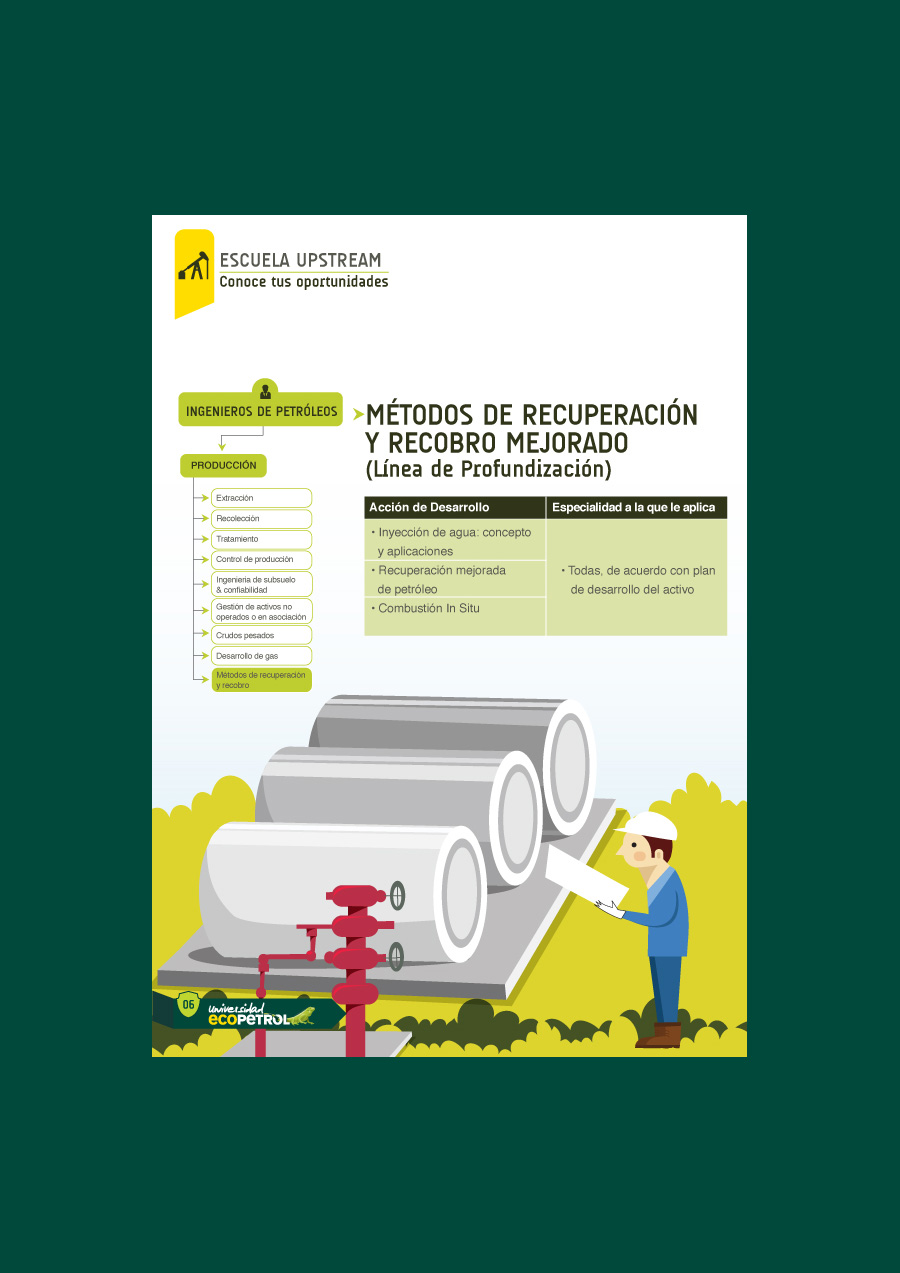 ESCUELA UPSTREAM
Conoce tus oportunidades
INGENIEROS DE PETRÓLEOS
PRODUCCIÓN
Extracción
Recolección
Tratamiento
Control de producción
Ingenieria de subsuelo
& confiabilidad
Gestión de activos no
operados o en asociación
Crudos pesados
Desarrollo de gas
Métodos de recuperación
y recobro
MÉTODOS DE RECUPERACIÓN
Y RECOBRO MEJORADO
(Línea de Profundización)
Acción de Desarrollo
Especialidad a la que le aplica
• Inyección de agua: concepto
y aplicaciones
• Recuperación mejorada
de petróleo
• Combustión In Situ
• Todas, de acuerdo con plan
de desarrollo del activo
06
Universidad
ECOPETROL